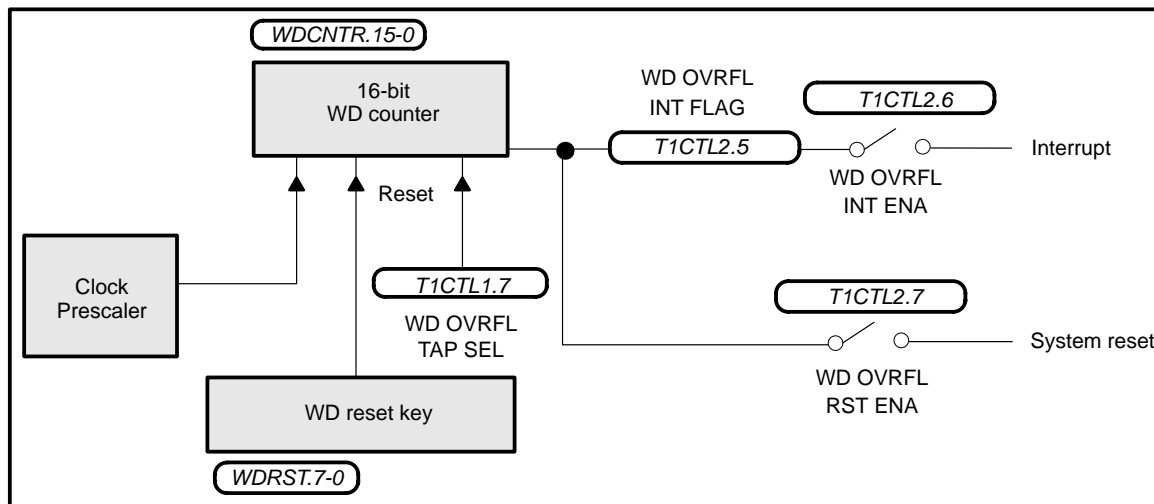 WDCNTR.15-0
16-bit
WD counter
WD OVRFL
INT FLAG
T1CTL2.6
T1CTL2.5
Interrupt
WD OVRFL
INT ENA
Reset
Clock
Prescaler
T1CTL1.7
WD OVRFL
TAP SEL
T1CTL2.7
System reset
WD OVRFL
RST ENA
WD reset key
WDRST.7-0